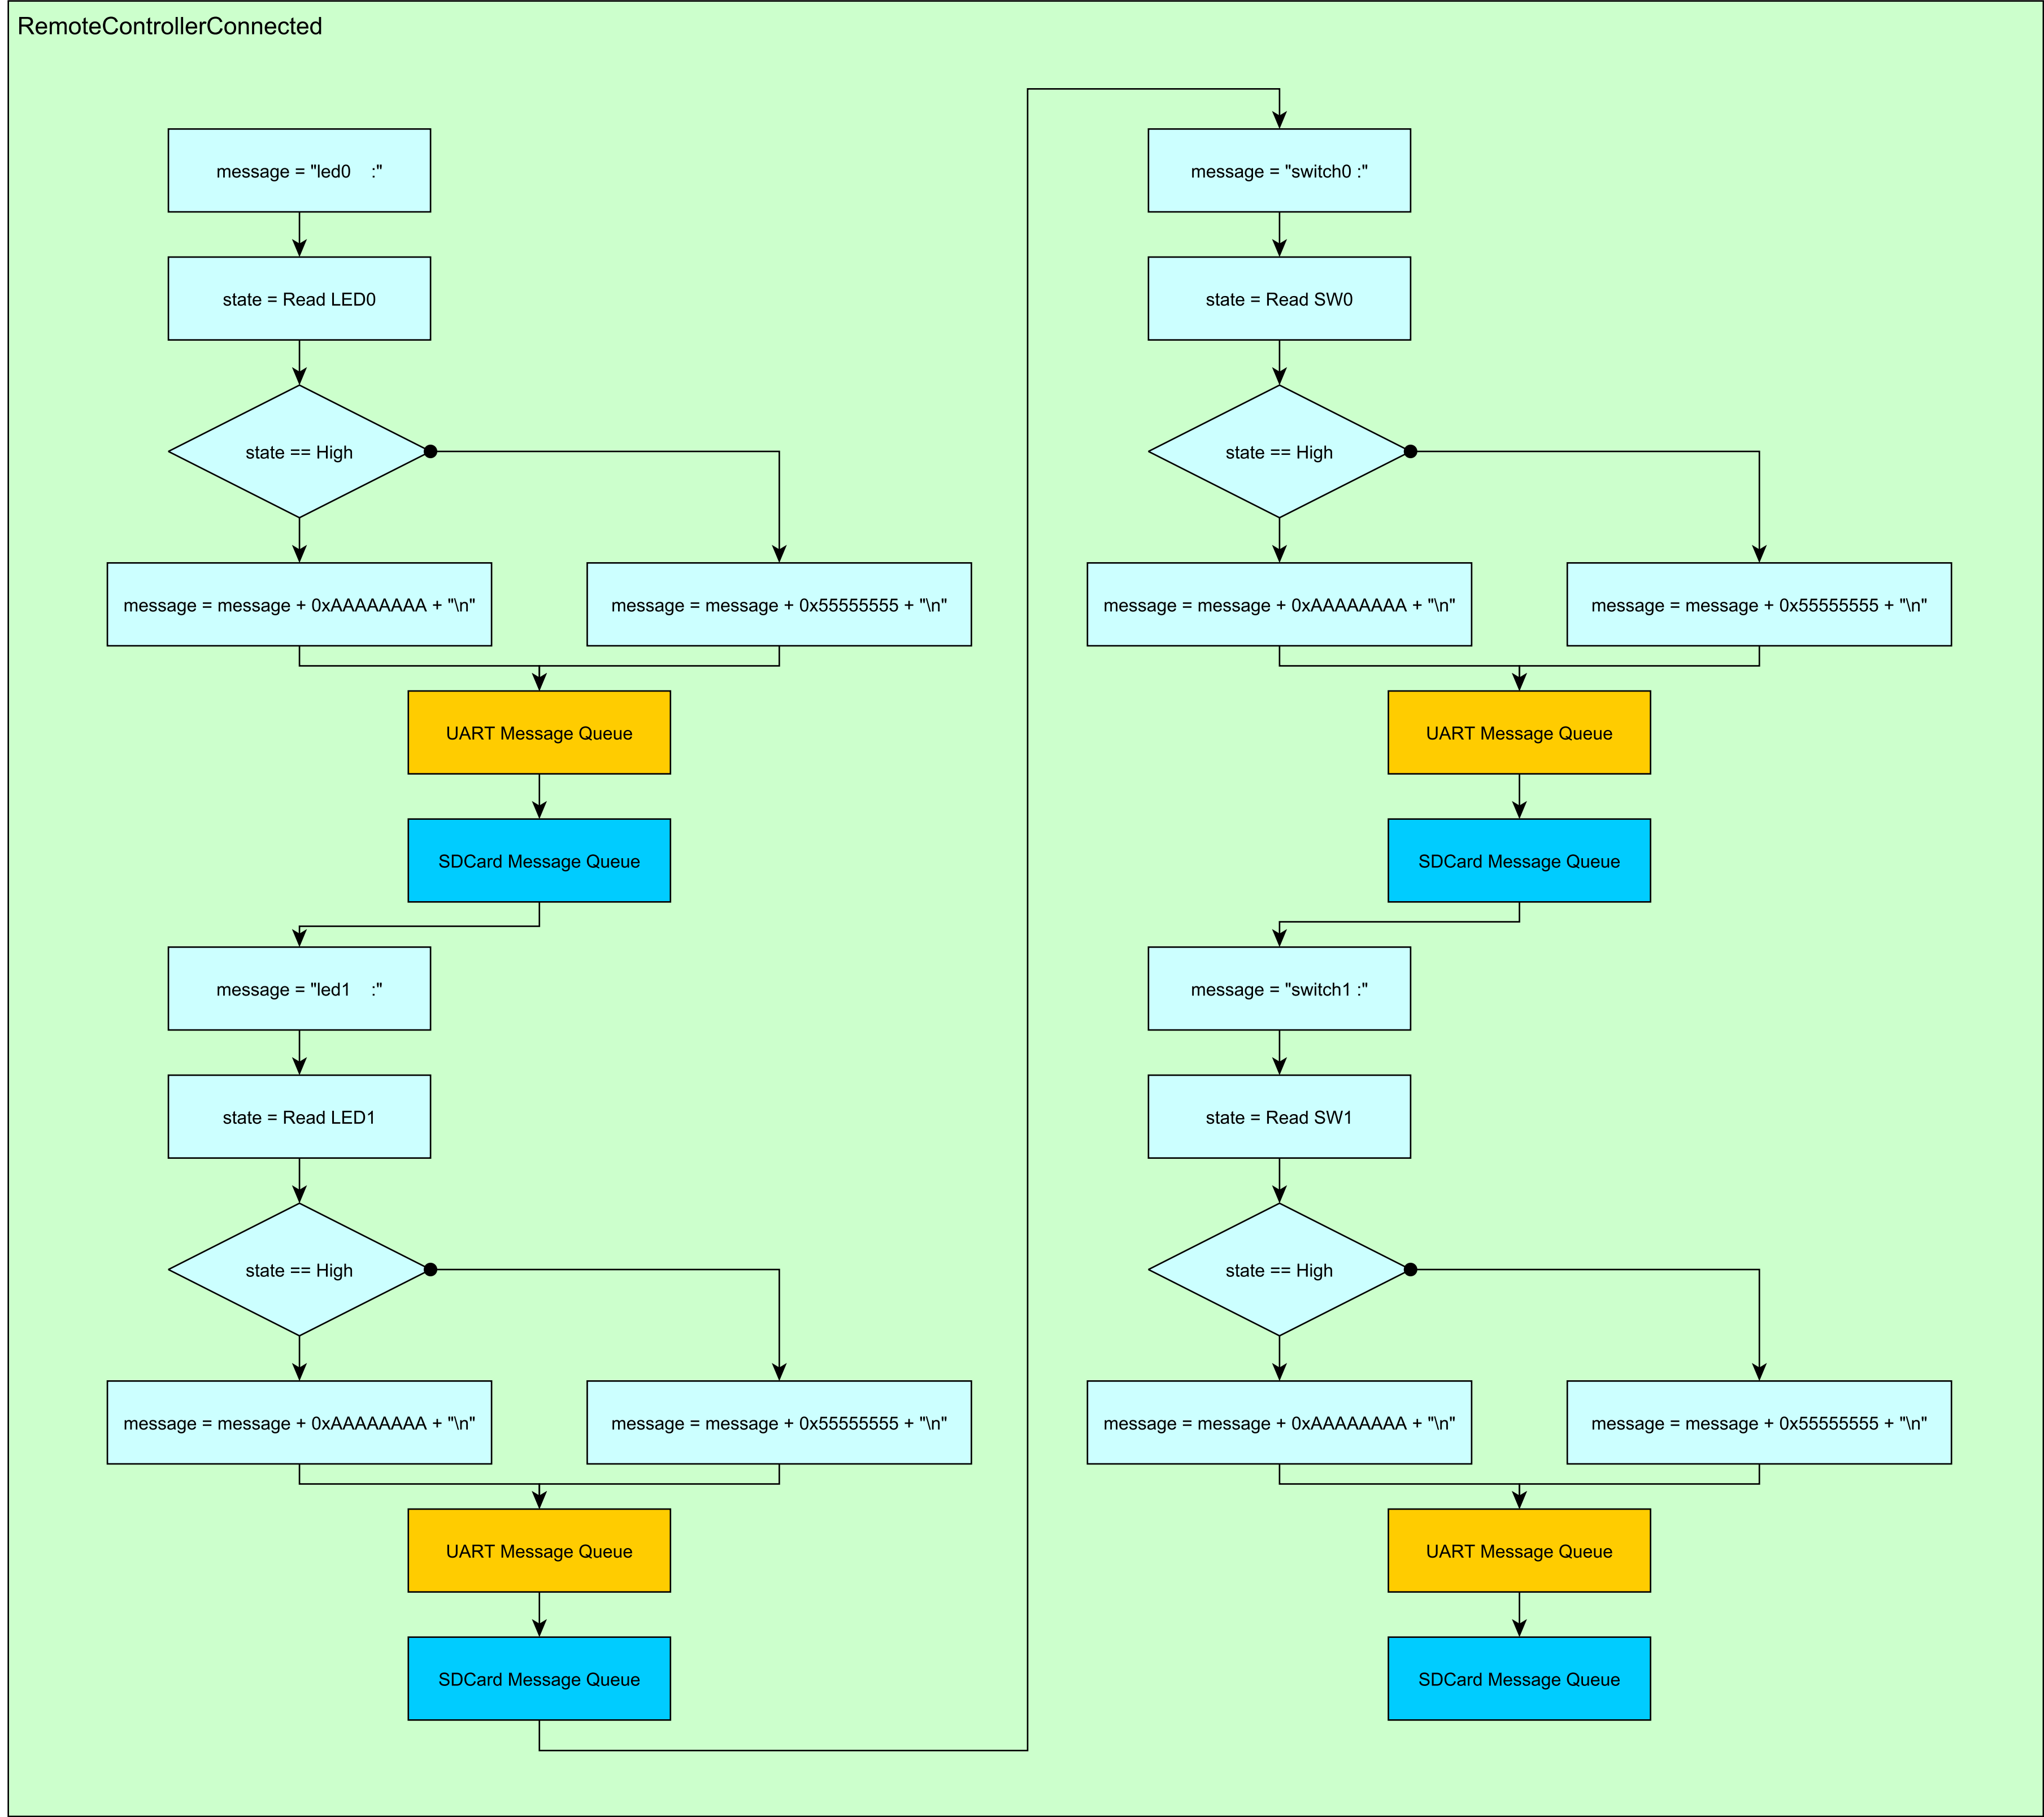 RemoteControllerConnected
message = "led0    :"
state = Read LED0
state == High
message = message + 0xAAAAAAAA + "\n"
message = message + 0x55555555 + "\n"
UART Message Queue
SDCard Message Queue
message = "led1    :"
state = Read LED1
state == High
message = message + 0xAAAAAAAA + "\n"
message = message + 0x55555555 + "\n"
UART Message Queue
SDCard Message Queue
message = "switch0 :"
state = Read SW0
state == High
message = message + 0xAAAAAAAA + "\n"
message = message + 0x55555555 + "\n"
UART Message Queue
SDCard Message Queue
message = "switch1 :"
state = Read SW1
state == High
message = message + 0xAAAAAAAA + "\n"
message = message + 0x55555555 + "\n"
UART Message Queue
SDCard Message Queue